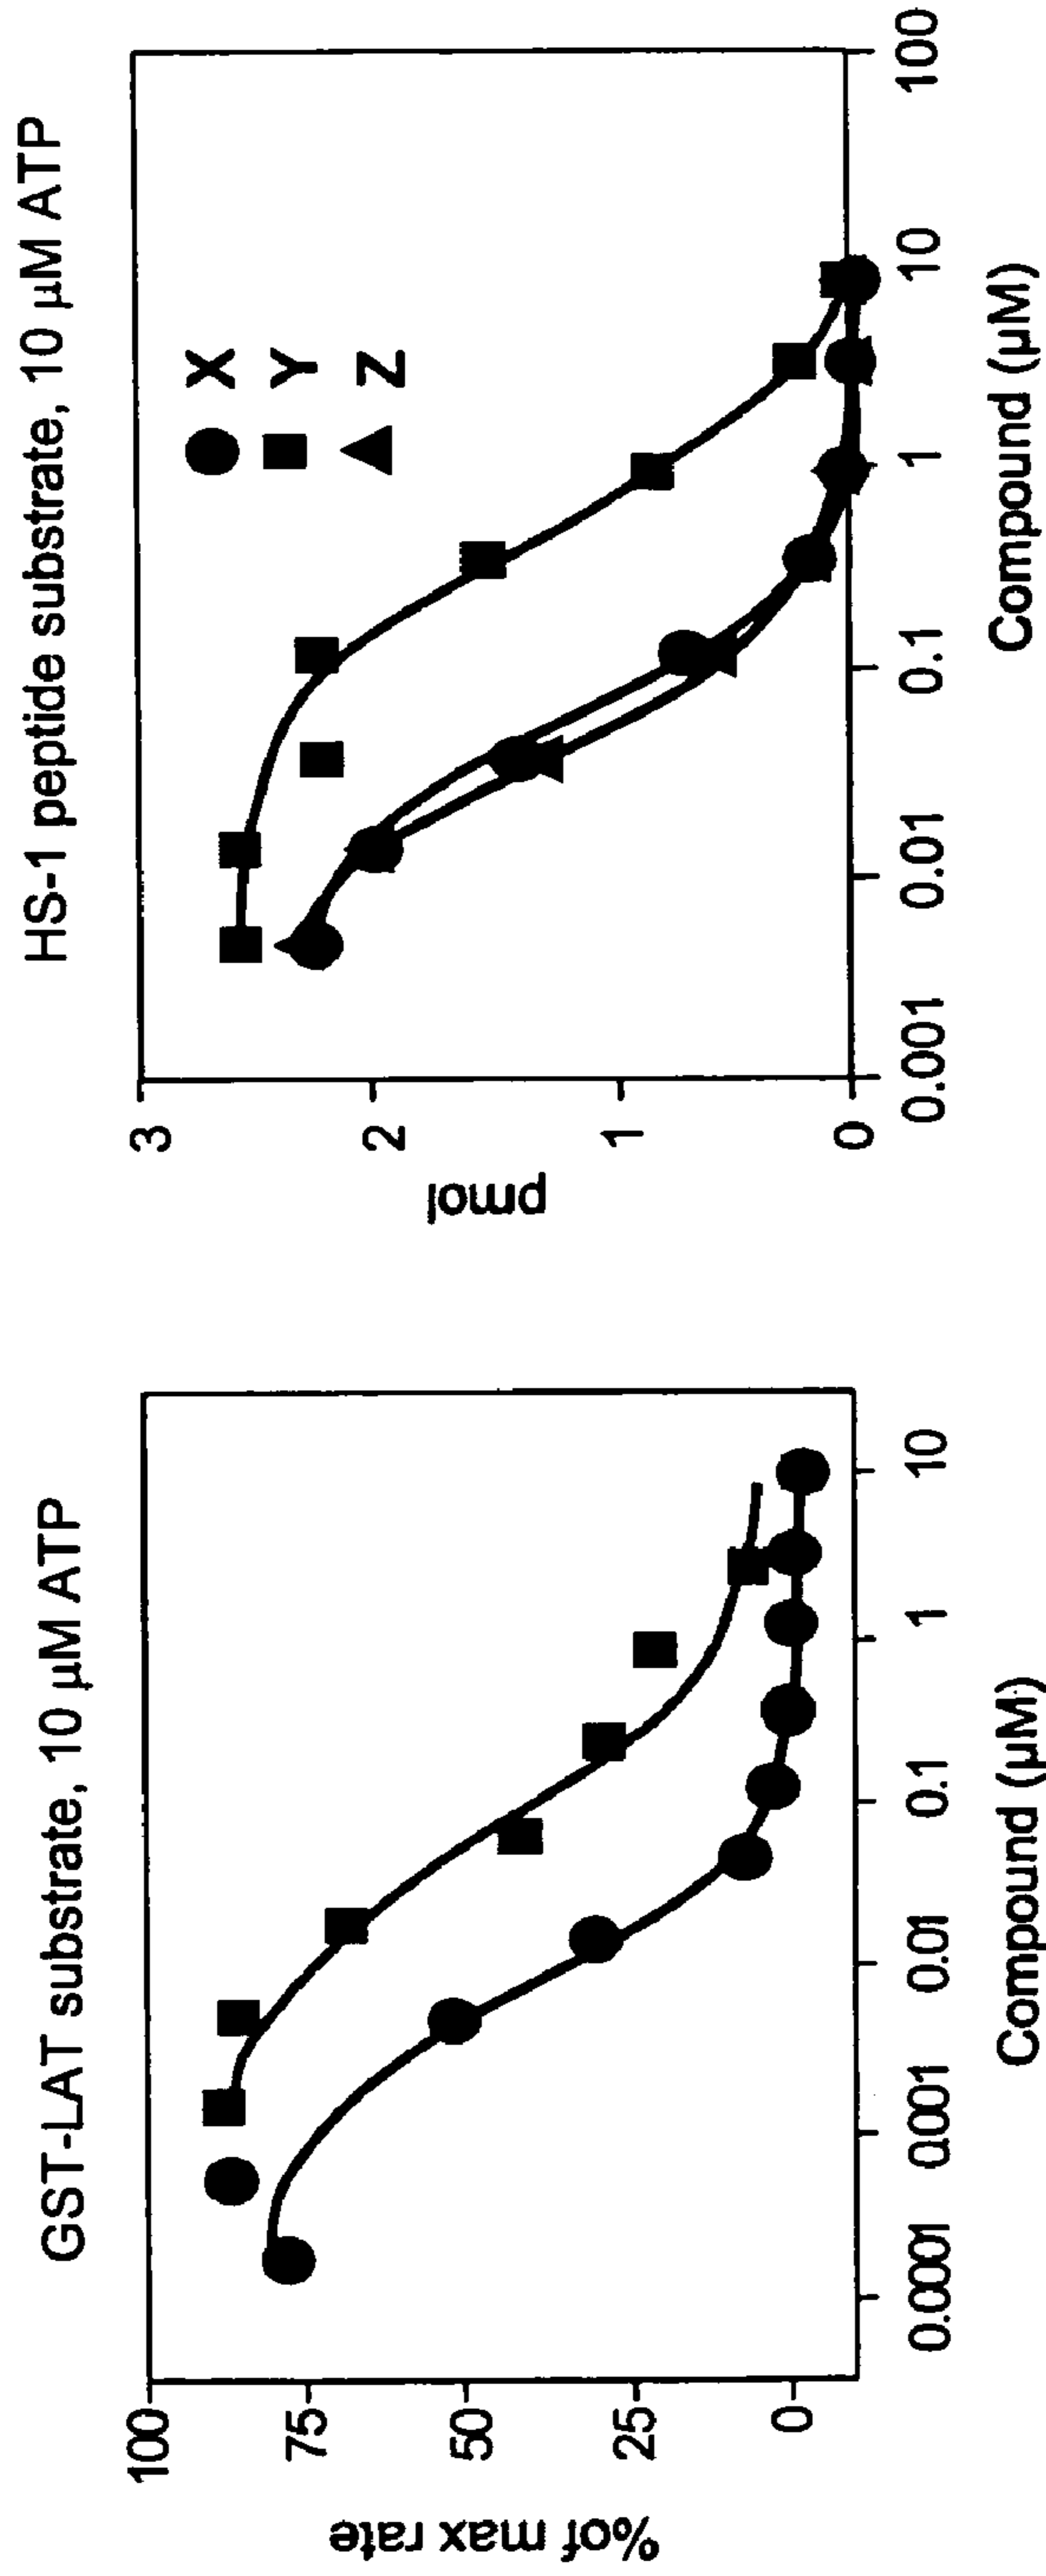 GST-LAT substrate, 10 µM ATP
%of max rate
100
75
50
25
0
0.0001
0.001
0.01
0.1
1
10
Compound (µM)
HS-1 peptide substrate, 10 µM ATP
X
Y
Z
pmol
3
2
1
0
0.001
0.01
0.1
1
10
100
Compound (µM)